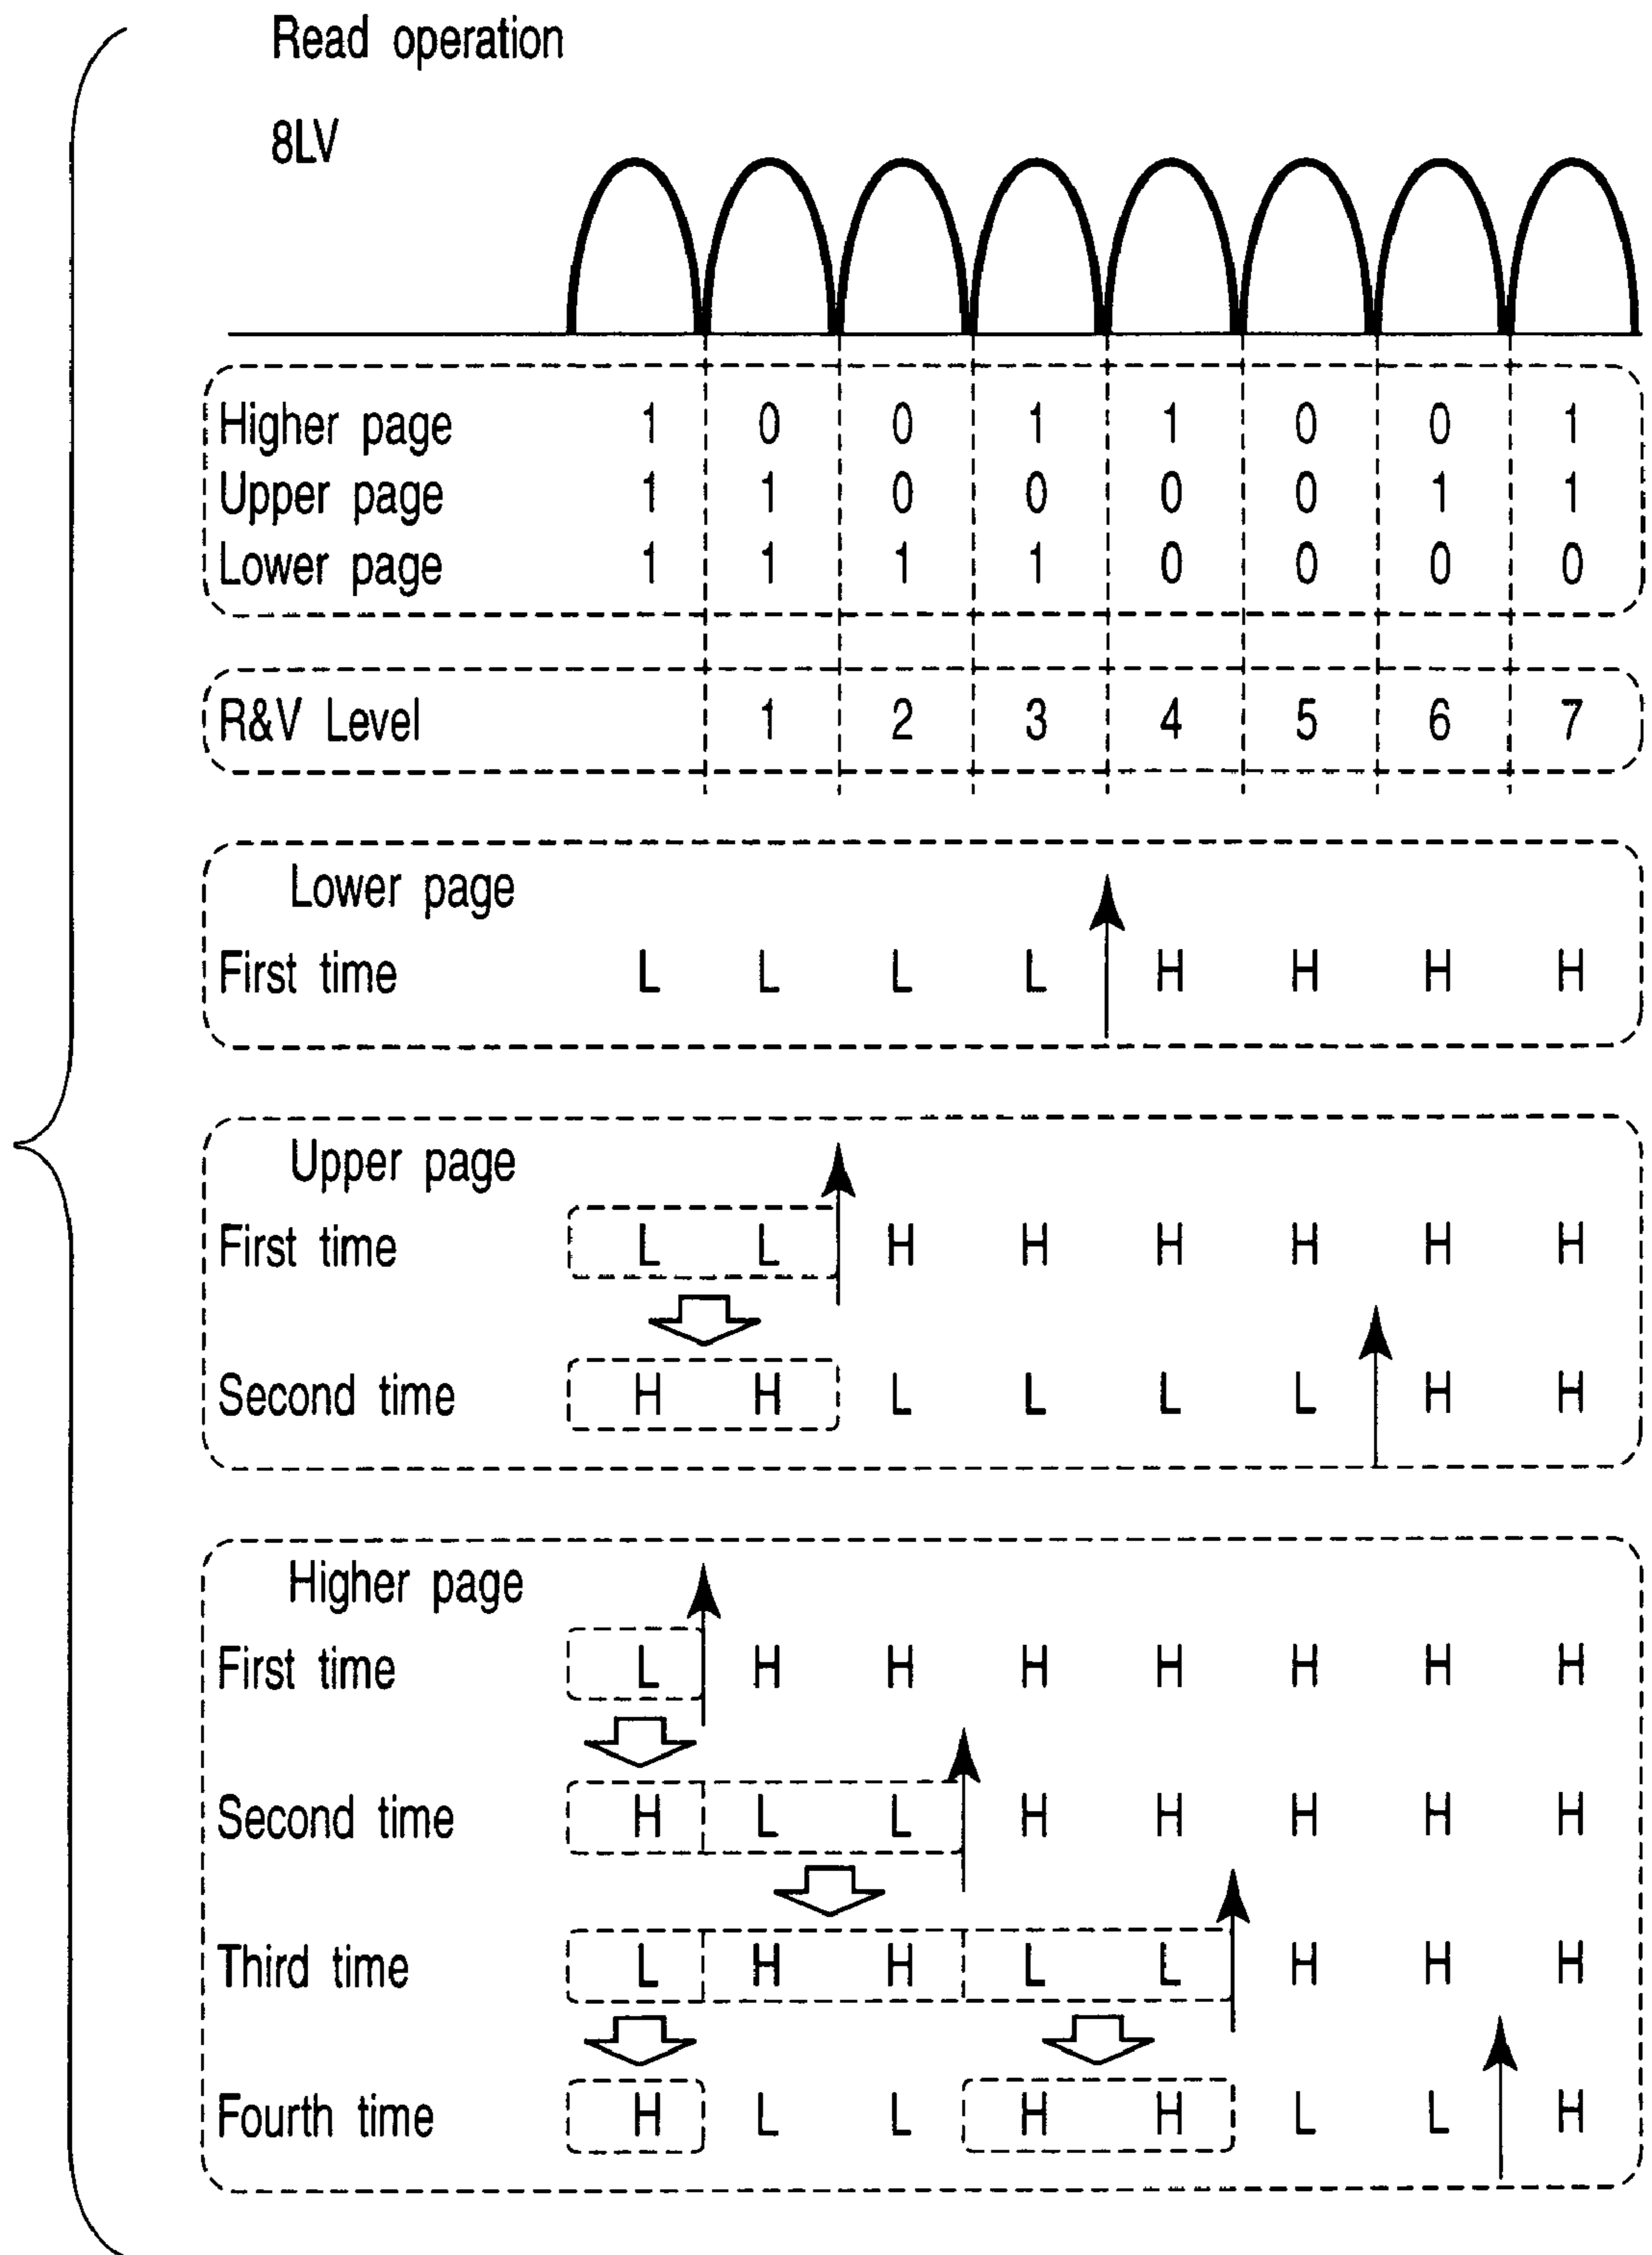 Read operation
8LV
Higher page 1 0 0 1 1 0 0 1
Upper page 1 1 0 0 0 0 1 1
Lower page 1 1 1 1 0 0 0 0
R&V Level 1 2 3 4 5 6 7
Lower page
First time L L L L H H H H
Upper page
First time L L H H H H H H
Second time H H L L L L H H
Higher page
First time L H H H H H H H
Second time H L L H H H H H
Third time L H H L L H H H
Fourth time H L L H H L L H